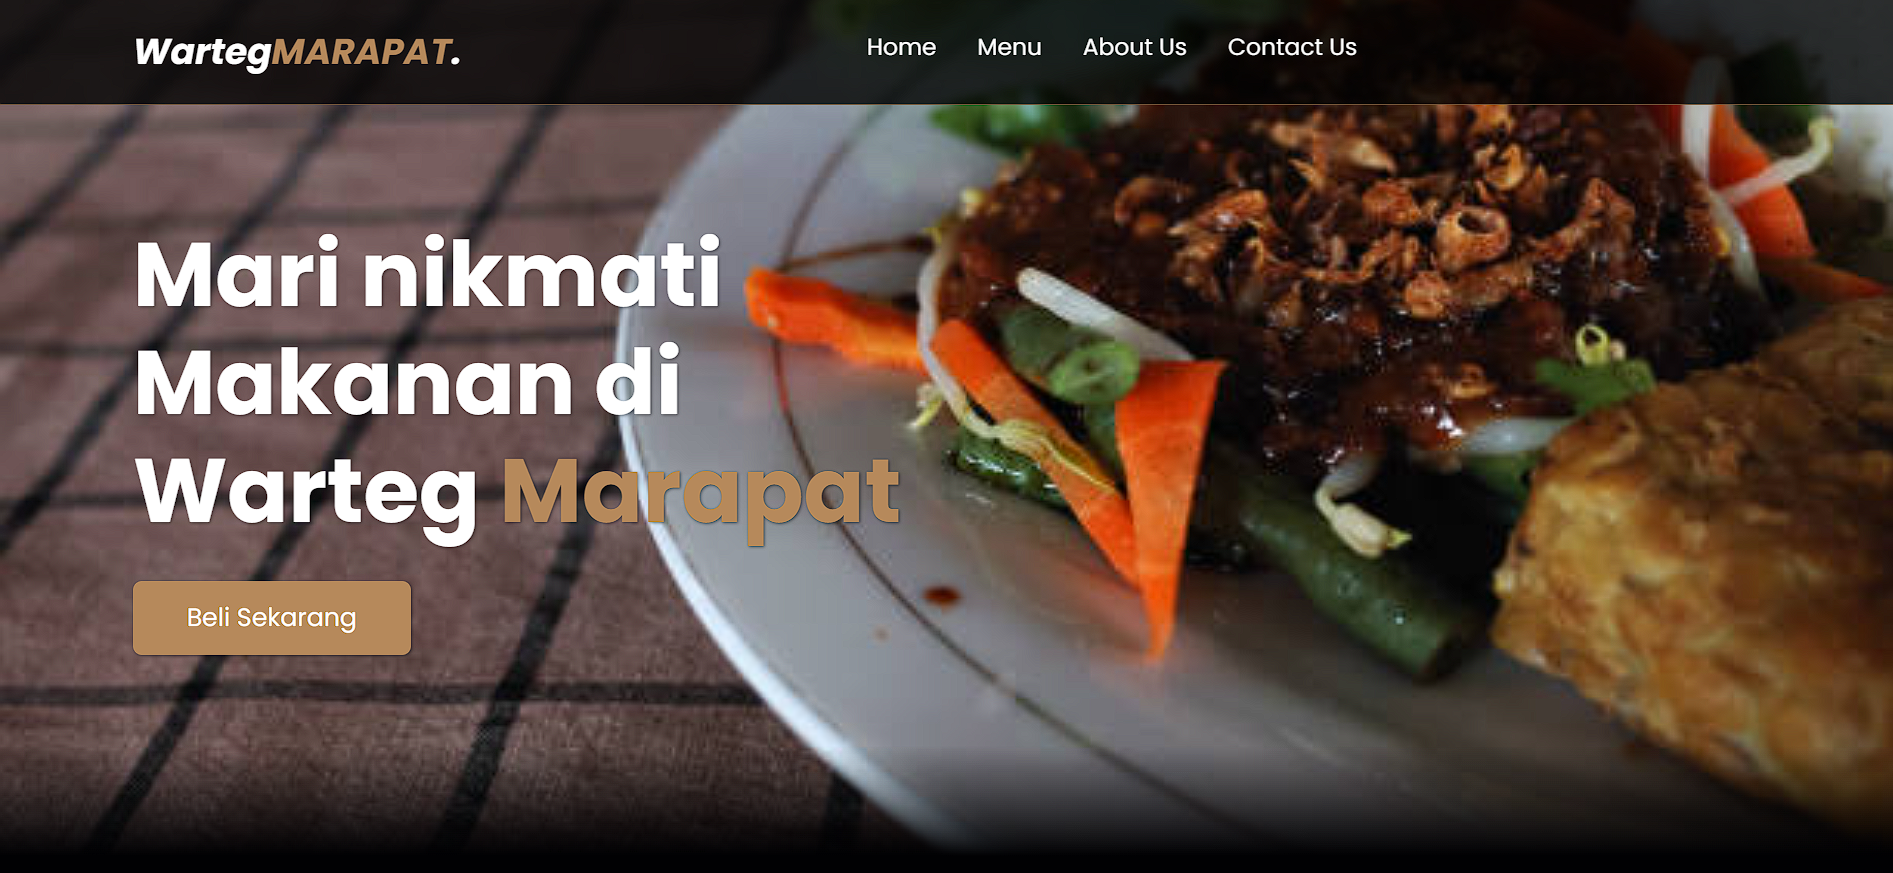 WartegMARAPAT.
Home Menu About Us Contact Us
Mari nikmati
Makanan di
Warteg Marapat
Beli Sekarang